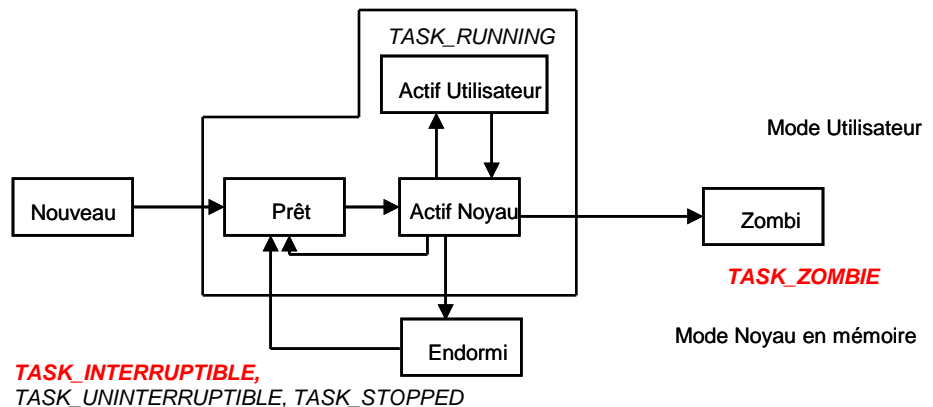 TASK_RUNNING
Actif Utilisateur
Mode Utilisateur
Nouveau
Prêt
Actif Noyau
Zombi
TASK_ZOMBIE
Mode Noyau en mémoire
Endormi
TASK_INTERRUPTIBLE,
TASK_UNINTERRUPTIBLE, TASK_STOPPED